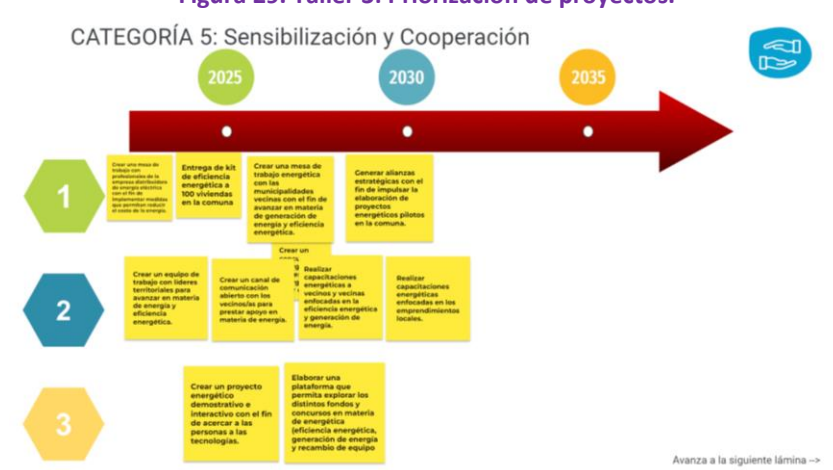 Figura 29. Taller 3: Priorización de proyectos.
CATEGORÍA 5: Sensibilización y Cooperación
2025
2030
2035
1
Crear una mesa de
trabajo con
profesionales de la
empresa distribuidora
de energía eléctrica
con el fin de
implementar medidas
que permitan reducir
el coste de la energía.
Entrega de kit
de eficiencia
energética a
100 viviendas
en la comuna
Crear una mesa de
trabajo energética
con las
municipalidades
vecinas con el fin de
avanzar en materia
de generación de
energía y eficiencia
energética.
Generar alianzas
estratégicas con el
fin de impulsar la
elaboración de
proyectos
energéticos pilotos
en la comuna.
2
Crear un equipo de
trabajo con líderes
territoriales para
avanzar en materia
de energía y
eficiencia
energética.
Crear un canal de
comunicación
abierto con los
vecinos/as para
prestar apoyo en
materia de energía.
Crear un
Realizar
capacitaciones
energéticas a
vecinos y vecinas
enfocadas en la
eficiencia energética
y generación de
energía.
Realizar
capacitaciones
energéticas
enfocadas en los
emprendimientos
locales.
3
Crear un proyecto
energético
demostrativo e
interactivo con el fin
de acercar a las
personas a las
tecnologías.
Elaborar una
plataforma que
permita explorar los
distintos fondos y
concursos en materia
de energética
(eficiencia energética,
generación de energía
y recambio de equipo
Avanza a la siguiente lámina -->